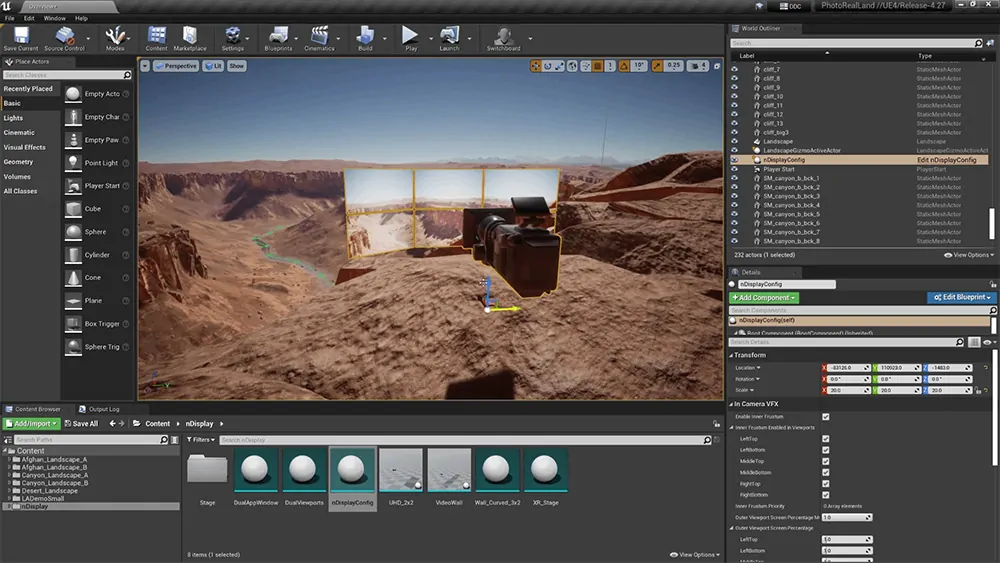 Overviews
DDC
PhotoRealLand //UE4/Release-4.27
File Edit Window Help
Save Current
Source Control
Modes
Content
Marketplace
Settings
Blueprints
Cinematics
Build
Play
Launch
Switchboard
Place Actors
Search Classes
Recently Placed
Basic
Lights
Cinematic
Visual Effects
Geometry
Volumes
All Classes
Empty Acto
Empty Char
Empty Paw
Point Light
Player Start
Cube
Sphere
Cylinder
Cone
Plane
Box Trigger
Sphere Trig
Perspective Lit Show
1 10° 0.25 4
World Outliner
Search
Label Type
cliff_7 StaticMeshActor
cliff_8 StaticMeshActor
cliff_9 StaticMeshActor
cliff_10 StaticMeshActor
cliff_11 StaticMeshActor
cliff_12 StaticMeshActor
cliff_13 StaticMeshActor
cliff_big3 StaticMeshActor
Landscape Landscape
LandscapeGizmoActiveActor LandscapeGizmoActiveAct
nDisplayConfig Edit nDisplayConfig
Player Start PlayerStart
SM_canyon_b_bck_1 StaticMeshActor
SM_canyon_b_bck_2 StaticMeshActor
SM_canyon_b_bck_3 StaticMeshActor
SM_canyon_b_bck_4 StaticMeshActor
SM_canyon_b_bck_5 StaticMeshActor
SM_canyon_b_bck_6 StaticMeshActor
SM_canyon_b_bck_7 StaticMeshActor
SM_canyon_b_bck_8 StaticMeshActor
232 actors (1 selected) View Options
Details
nDisplayConfig
+Add Component Edit Blueprint
Search Components
nDisplayConfig(self)
Root Component (RootComponent) (Inherited)
Search Details
Transform
Location X -83126.0 Y 110923.0 Z -1483.0
Rotation X 0.0° Y 0.0° Z 0.0°
Scale X 20.0 Y 20.0 Z 20.0
In Camera VFX
Enable Inner Frustum
Inner Frustum Enabled in Viewports
LeftTop
LeftBottom
MiddleTop
MiddleBottom
RightTop
RightBottom
Inner Frustum Priority 0 Array elements
Outer Viewport Screen Percentage M 1.0
Outer Viewport Screen Percentage
LeftTop 1.0
LeftBottom 1.0
Content Browser Output Log
Add/Import Save All Content nDisplay
Search Paths
Content
Afghan_Landscape_A
Afghan_Landscape_B
Canyon_Landscape_A
Canyon_Landscape_B
Desert_Landscape
LADemoSmall
nDisplay
Filters Search nDisplay
Stage
DualAppWindow
DualViewports
nDisplayConfig
UHD_2x2
VideoWall
Wall_Curved_3x2
XR_Stage
8 items (1 selected) View Options